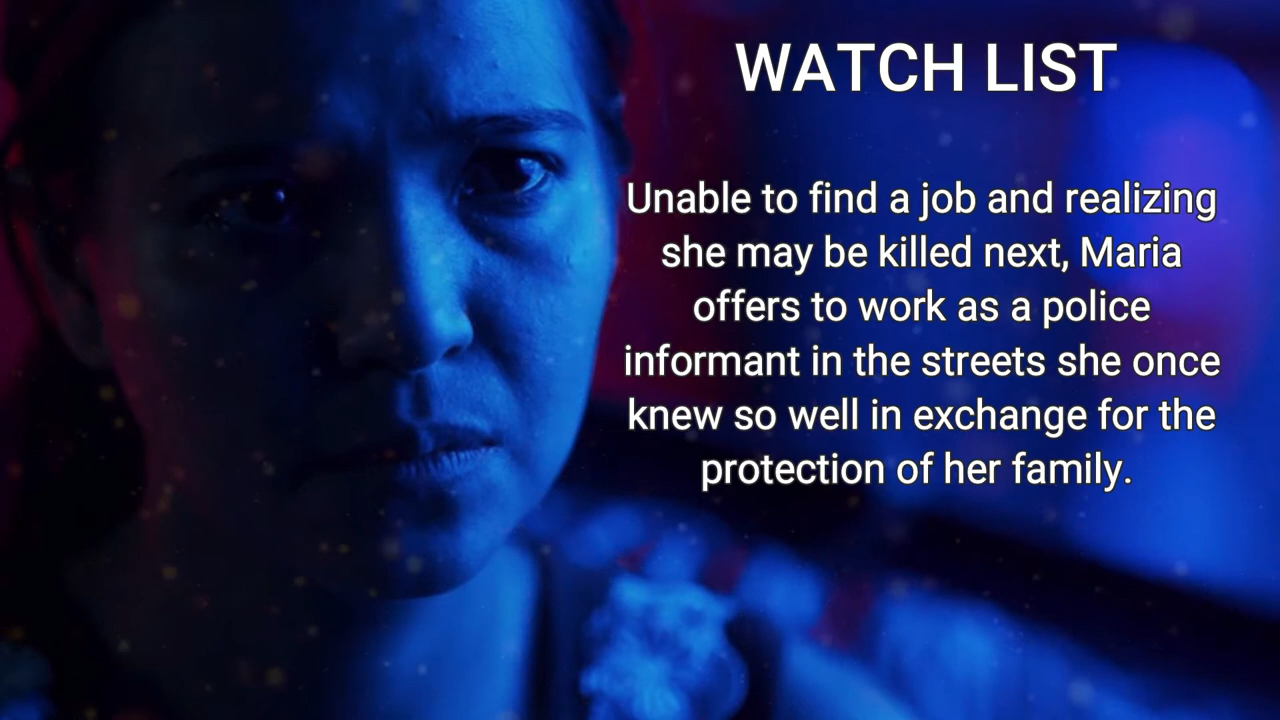 WATCH LIST
Unable to find a job and realizing
she may be killed next, Maria
offers to work as a police
informant in the streets she once
knew so well in exchange for the
protection of her family.